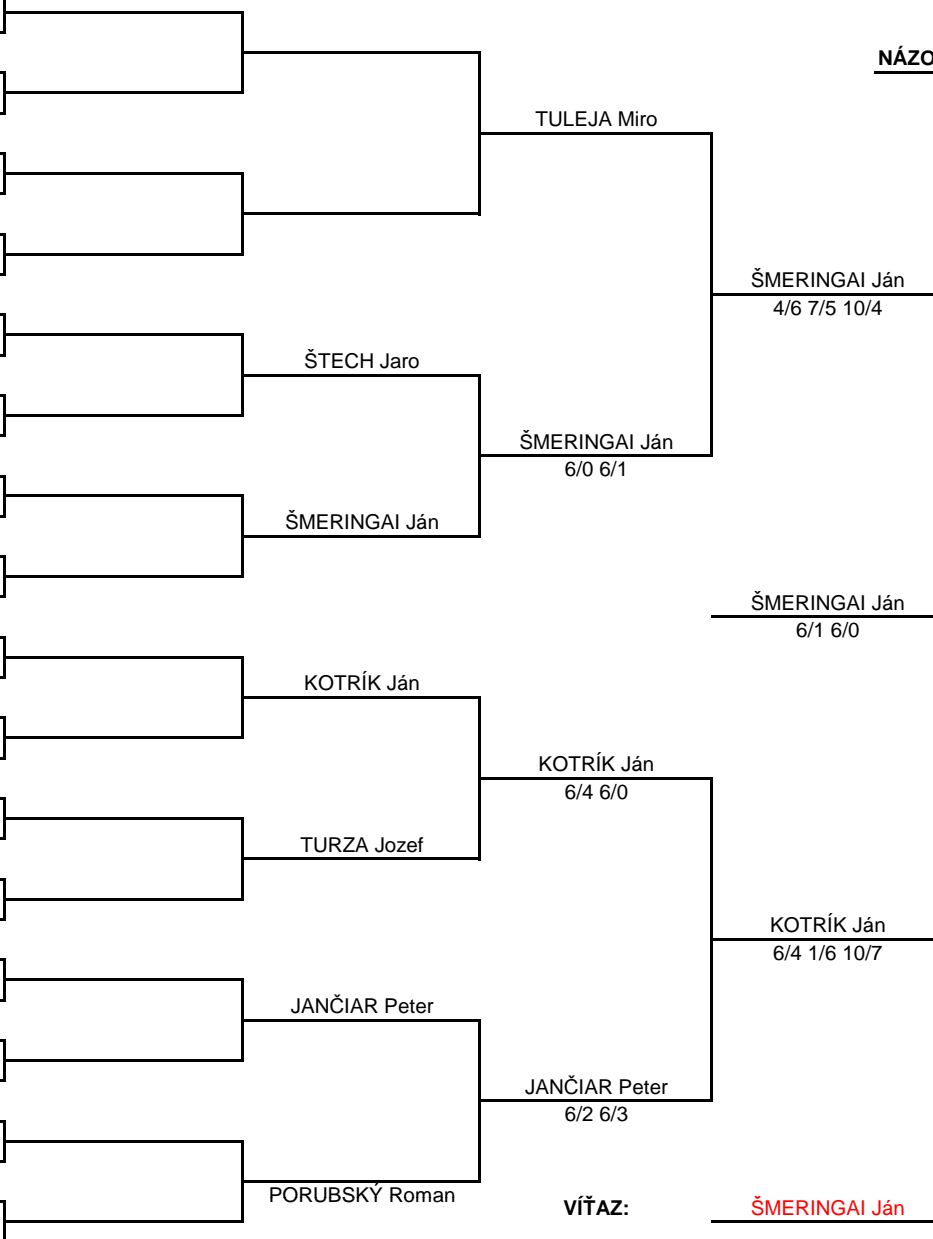 NÁZO
TULEJA Miro
ŠMERINGAI Ján
4/6 7/5 10/4
ŠTECH Jaro
ŠMERINGAI Ján
6/0 6/1
ŠMERINGAI Ján
ŠMERINGAI Ján
6/1 6/0
KOTRÍK Ján
KOTRÍK Ján
6/4 6/0
TURZA Jozef
KOTRÍK Ján
6/4 1/6 10/7
JANČIAR Peter
JANČIAR Peter
6/2 6/3
PORUBSKÝ Roman
VÍŤAZ: ŠMERINGAI Ján